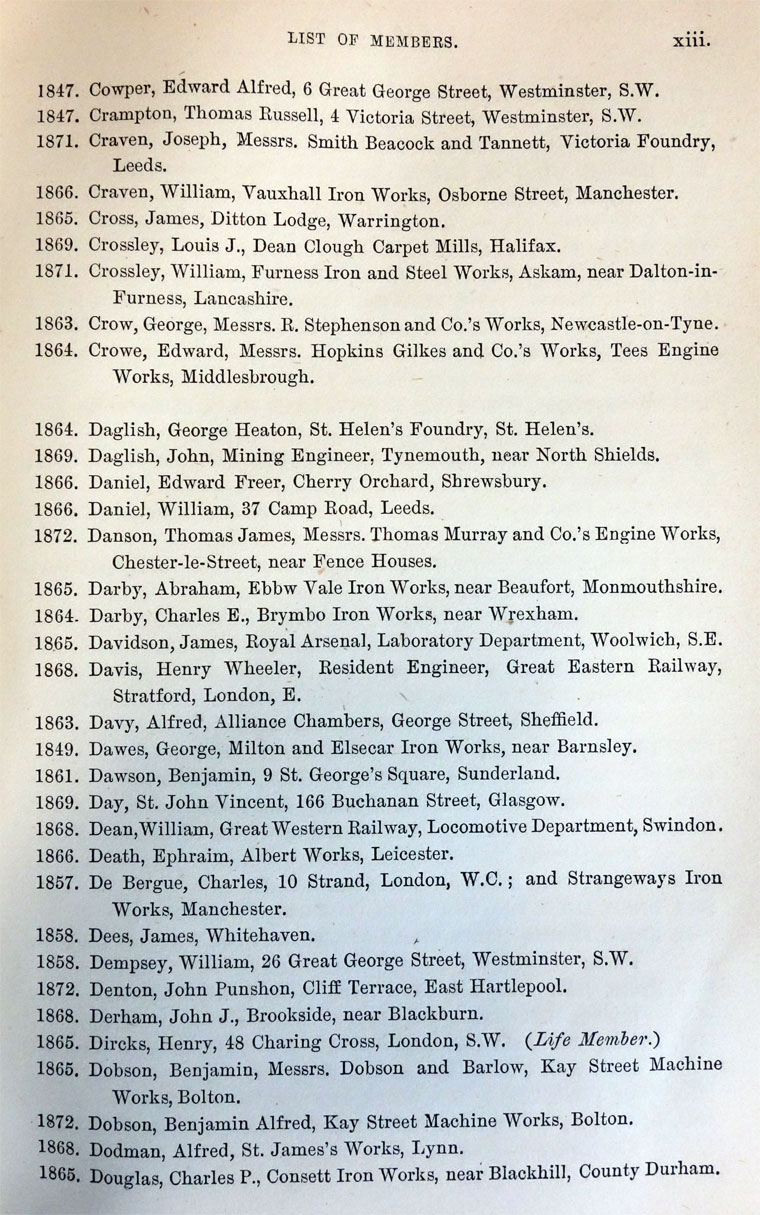 LIST OF MEMBERS. xiii.
1847. Cowper, Edward Alfred, 6 Great George Street, Westminster, S.W.
1847. Crampton, Thomas Russell, 4 Victoria Street, Westminster, S.W.
1871. Craven, Joseph, Messrs. Smith Beacock and Tannett, Victoria Foundry,
Leeds.
1866. Craven, William, Vauxhall Iron Works, Osborne Street, Manchester.
1865. Cross, James, Ditton Lodge, Warrington.
1869. Crossley, Louis J., Dean Clough Carpet Mills, Halifax.
1871. Crossley, William, Furness Iron and Steel Works, Askam, near Dalton-in-
Furness, Lancashire.
1863. Crow, George, Messrs. R. Stephenson and Co.'s Works, Newcastle-on-Tyne.
1864. Crowe, Edward, Messrs. Hopkins Gilkes and Co.'s Works, Tees Engine
Works, Middlesbrough.
1864. Daglish, George Heaton, St. Helen's Foundry, St. Helen's.
1869. Daglish, John, Mining Engineer, Tynemouth, near North Shields.
1866. Daniel, Edward Freer, Cherry Orchard, Shrewsbury.
1866. Daniel, William, 37 Camp Road, Leeds.
1872. Danson, Thomas James, Messrs. Thomas Murray and Co.'s Engine Works,
Chester-le-Street, near Fence Houses.
1865. Darby, Abraham, Ebbw Vale Iron Works, near Beaufort, Monmouthshire.
1864. Darby, Charles E., Brymbo Iron Works, near Wrexham.
1865. Davidson, James, Royal Arsenal, Laboratory Department, Woolwich, S.E.
1868. Davis, Henry Wheeler, Resident Engineer, Great Eastern Railway,
Stratford, London, E.
1863. Davy, Alfred, Alliance Chambers, George Street, Sheffield.
1849. Dawes, George, Milton and Elsecar Iron Works, near Barnsley.
1861. Dawson, Benjamin, 9 St. George's Square, Sunderland.
1869. Day, St. John Vincent, 166 Buchanan Street, Glasgow.
1868. Dean, William, Great Western Railway, Locomotive Department, Swindon.
1866. Death, Ephraim, Albert Works, Leicester.
1857. De Bergue, Charles, 10 Strand, London, W.C.; and Strangeways Iron
Works, Manchester.
1858. Dees, James, Whitehaven.
1858. Dempsey, William, 26 Great George Street, Westminster, S.W.
1872. Denton, John Punshon, Cliff Terrace, East Hartlepool.
1868. Derham, John J., Brookside, near Blackburn.
1865. Dircks, Henry, 48 Charing Cross, London, S.W. (Life Member.)
1865. Dobson, Benjamin, Messrs. Dobson and Barlow, Kay Street Machine
Works, Bolton.
1872. Dobson, Benjamin Alfred, Kay Street Machine Works, Bolton.
1868. Dodman, Alfred, St. James's Works, Lynn.
1865. Douglas, Charles P., Consett Iron Works, near Blackhill, County Durham.